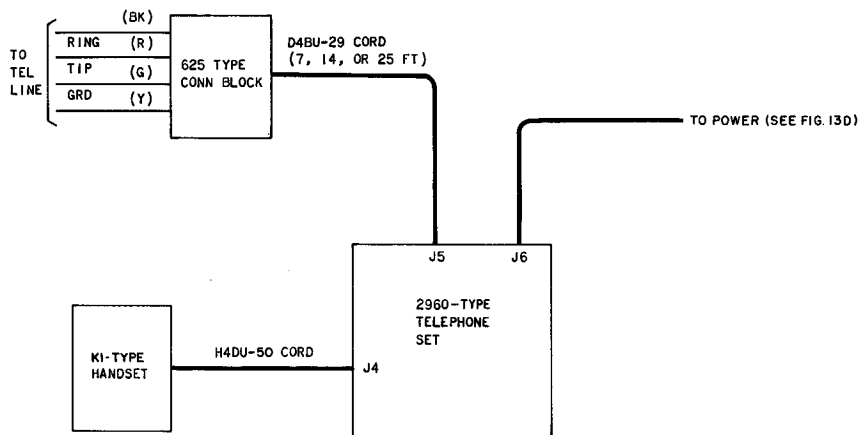 (BK)
RING (R)
TIP (G)
GRD (Y)
TO
TEL
LINE
625 TYPE
CONN BLOCK
D4BU-29 CORD
(7, 14, OR 25 FT)
TO POWER (SEE FIG. 13D)
J5
J6
2960-TYPE
TELEPHONE
SET
K1-TYPE
HANDSET
H4DU-50 CORD
J4